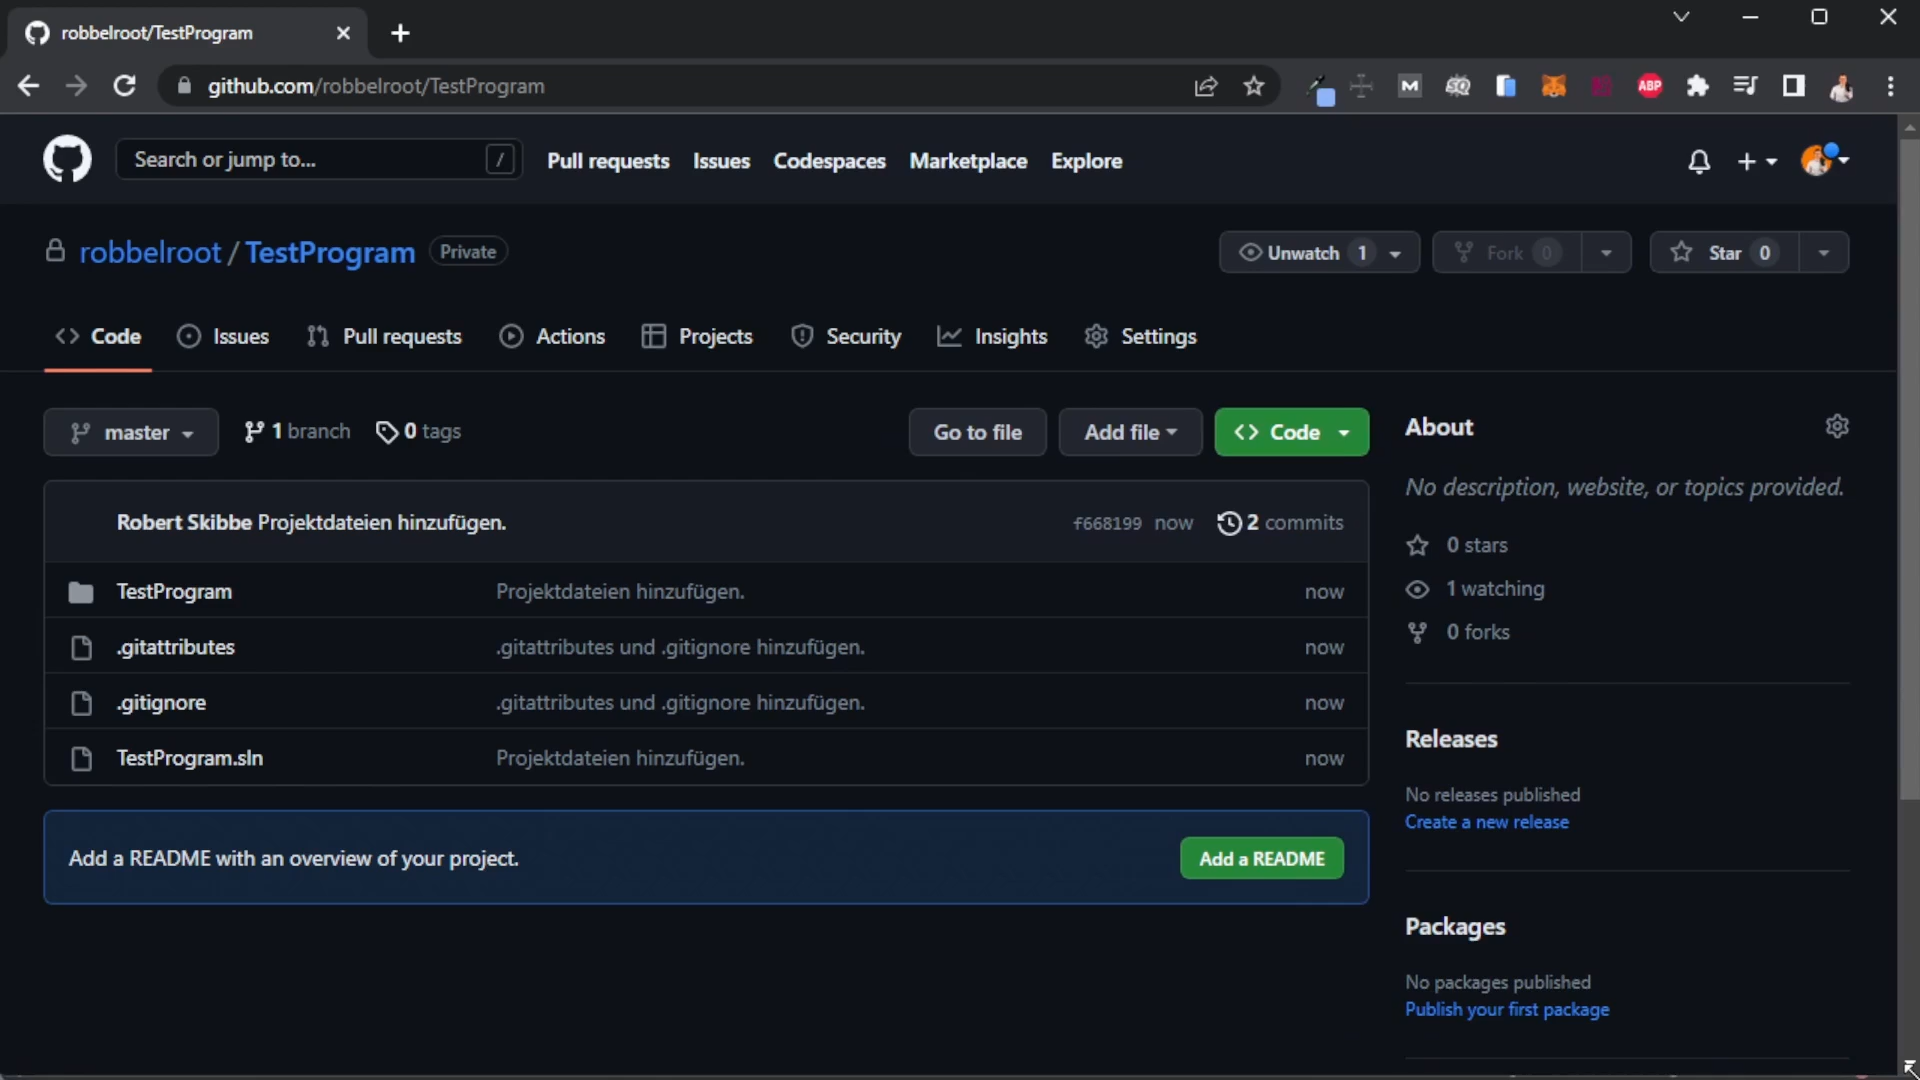 robbelroot/TestProgram
github.com/robbelroot/TestProgram
M
SQ
ABP
Search or jump to...
/
Pull requests
Issues
Codespaces
Marketplace
Explore
robbelroot / TestProgram
Private
Unwatch 1
Fork 0
Star 0
Code
Issues
Pull requests
Actions
Projects
Security
Insights
Settings
master
1 branch
0 tags
Go to file
Add file
Code
Robert Skibbe Projektdateien hinzufügen.
f668199 now
2 commits
TestProgram Projektdateien hinzufügen. now
.gitattributes .gitattributes und .gitignore hinzufügen. now
.gitignore .gitattributes und .gitignore hinzufügen. now
TestProgram.sln Projektdateien hinzufügen. now
Add a README with an overview of your project.
Add a README
About
No description, website, or topics provided.
0 stars
1 watching
0 forks
Releases
No releases published
Create a new release
Packages
No packages published
Publish your first package